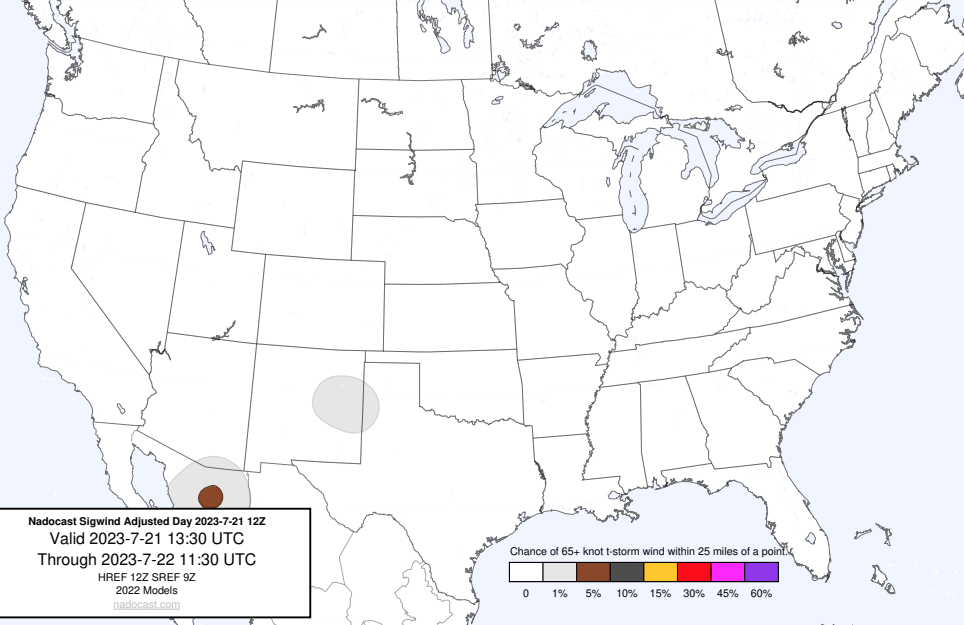 Nadocast Sigwind Adjusted Day 2023-7-21 12Z
Valid 2023-7-21 13:30 UTC
Through 2023-7-22 11:30 UTC
HREF 12Z SREF 9Z
2022 Models
nadocast.com
Chance of 65+ knot t-storm wind within 25 miles of a point.
0 1% 5% 10% 15% 30% 45% 60%